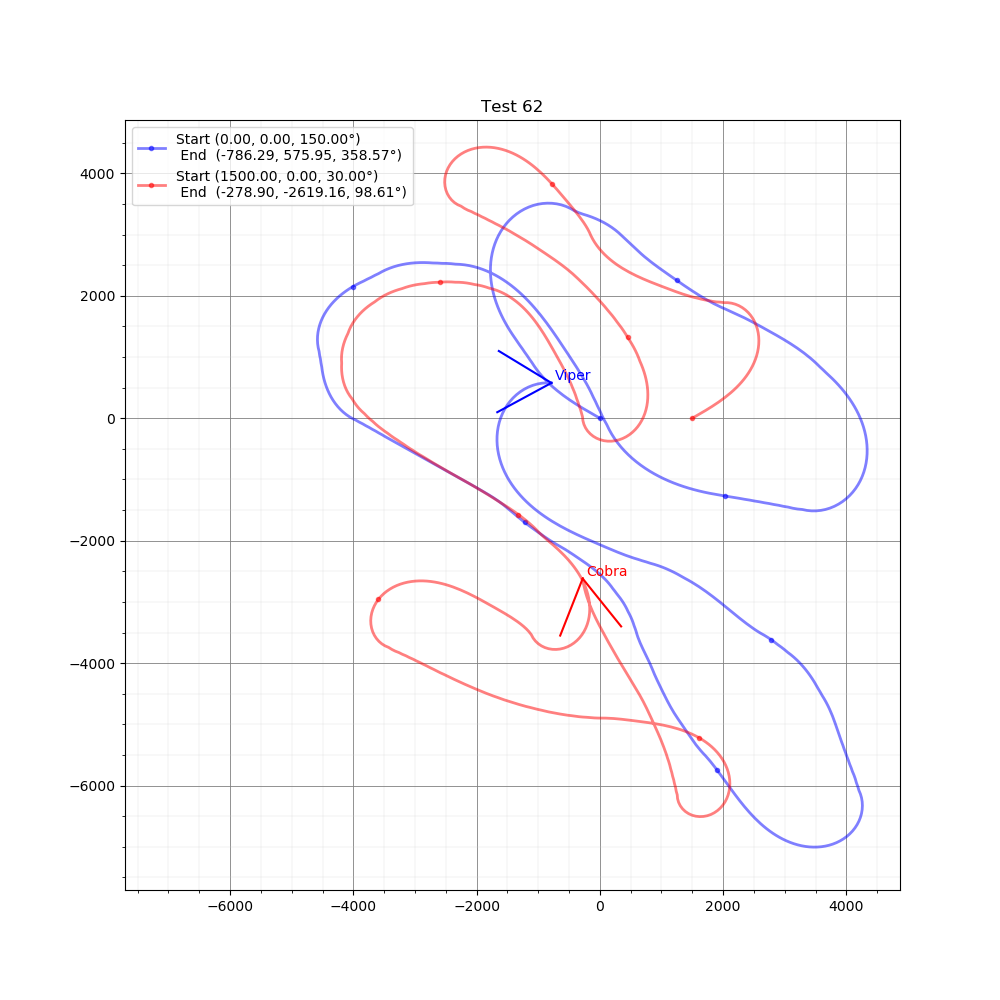 Test 62
Start (0.00, 0.00, 150.00°)
End (-786.29, 575.95, 358.57°)
Start (1500.00, 0.00, 30.00°)
End (-278.90, -2619.16, 98.61°)
4000
2000
0
−2000
−4000
−6000
Viper
Cobra
−6000 −4000 −2000 0 2000 4000